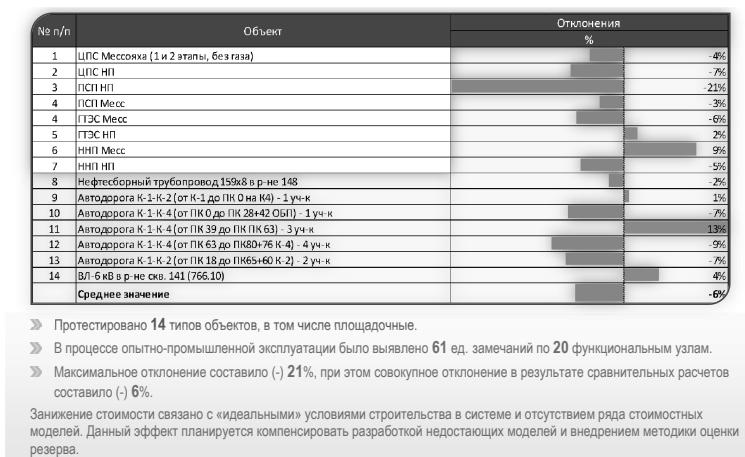 № п/п Объект Отклонения
%
1 ЦПС Мессояха (1 и 2 этапы, без газа) -4%
2 ЦПС НП -7%
3 ПСП НП -21%
4 ПСП Месс -3%
4 ГТЭС Месс -6%
5 ГТЭС НП 2%
6 ННП Месс 9%
7 ННП НП -5%
8 Нефтесборный трубопровод 159х8 в р-не 148 -2%
9 Автодорога К-1-К-2 (от К-1 до ПК 0 на К4) - 1 уч-к 1%
10 Автодорога К-1-К-4 (от ПК 0 до ПК 28+42 ОБП) - 1 уч-к -7%
11 Автодорога К-1-К-4 (от ПК 39 до ПК ПК 63) - 3 уч-к 13%
12 Автодорога К-1-К-4 (от ПК 63 до ПК80+76 К-4) - 4 уч-к -9%
13 Автодорога К-1-К-2 (от ПК 18 до ПК65+60 К-2) - 2 уч-к -7%
14 ВЛ-6 кВ в р-не скв. 141 (766.10) 4%
Среднее значение -6%
Протестировано 14 типов объектов, в том числе площадочные.
В процессе опытно-промышленной эксплуатации было выявлено 61 ед. замечаний по 20 функциональным узлам.
Максимальное отклонение составило (-) 21%, при этом совокупное отклонение в результате сравнительных расчетов
составило (-) 6%.
Занижение стоимости связано с «идеальными» условиями строительства в системе и отсутствием ряда стоимостных
моделей. Данный эффект планируется компенсировать разработкой недостающих моделей и внедрением методики оценки
резерва.